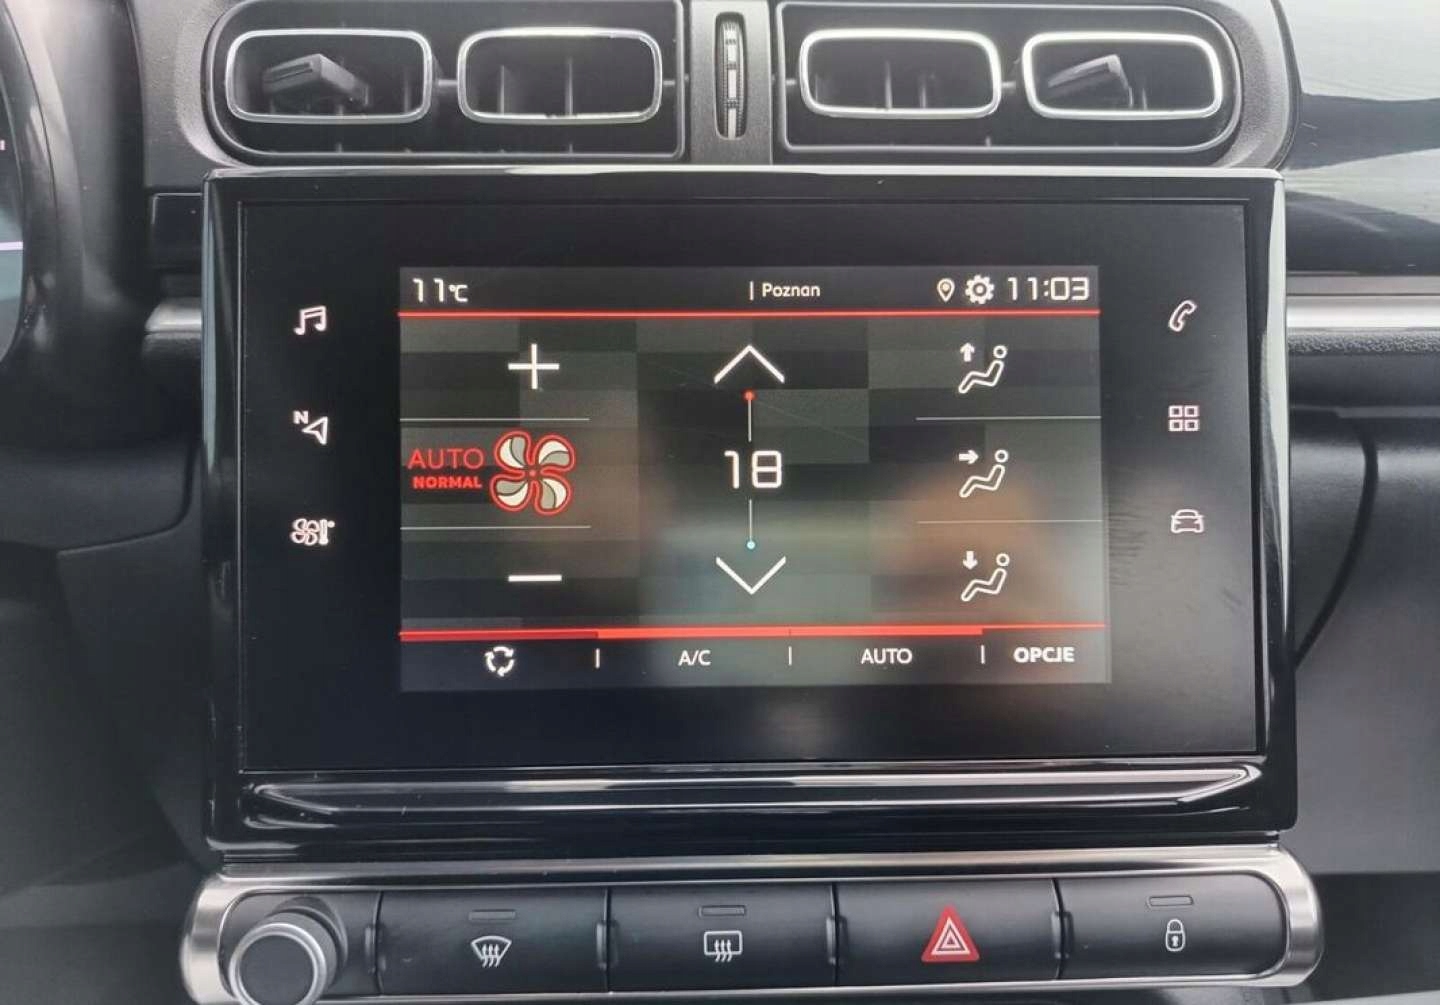 11°C | Poznan 11:03
AUTO
NORMAL
18
N
A/C | AUTO | OPCJE